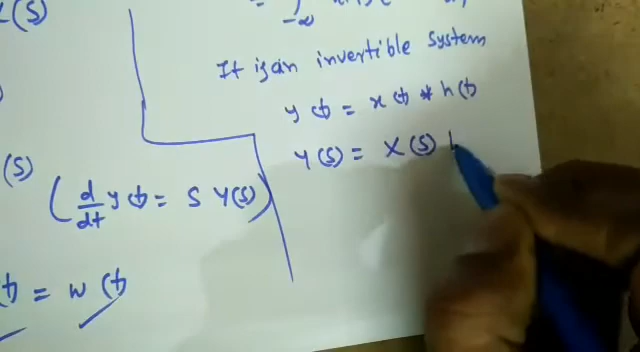 (S)
-∞
It is an invertible system
y(t) = x(t) * h(t)
Y(S) = X(S)
(S)
(d/dt y(t) = S Y(S))
(t) = w(t)